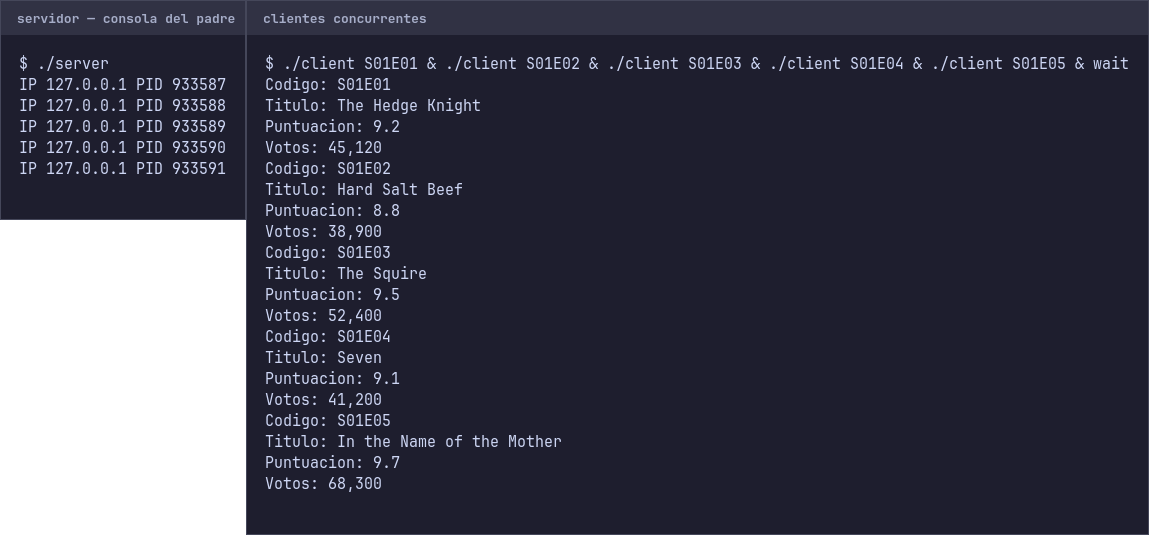 servidor — consola del padre
$ ./server
IP 127.0.0.1 PID 933587
IP 127.0.0.1 PID 933588
IP 127.0.0.1 PID 933589
IP 127.0.0.1 PID 933590
IP 127.0.0.1 PID 933591
clientes concurrentes
$ ./client S01E01 & ./client S01E02 & ./client S01E03 & ./client S01E04 & ./client S01E05 & wait
Codigo: S01E01
Titulo: The Hedge Knight
Puntuacion: 9.2
Votos: 45,120
Codigo: S01E02
Titulo: Hard Salt Beef
Puntuacion: 8.8
Votos: 38,900
Codigo: S01E03
Titulo: The Squire
Puntuacion: 9.5
Votos: 52,400
Codigo: S01E04
Titulo: Seven
Puntuacion: 9.1
Votos: 41,200
Codigo: S01E05
Titulo: In the Name of the Mother
Puntuacion: 9.7
Votos: 68,300